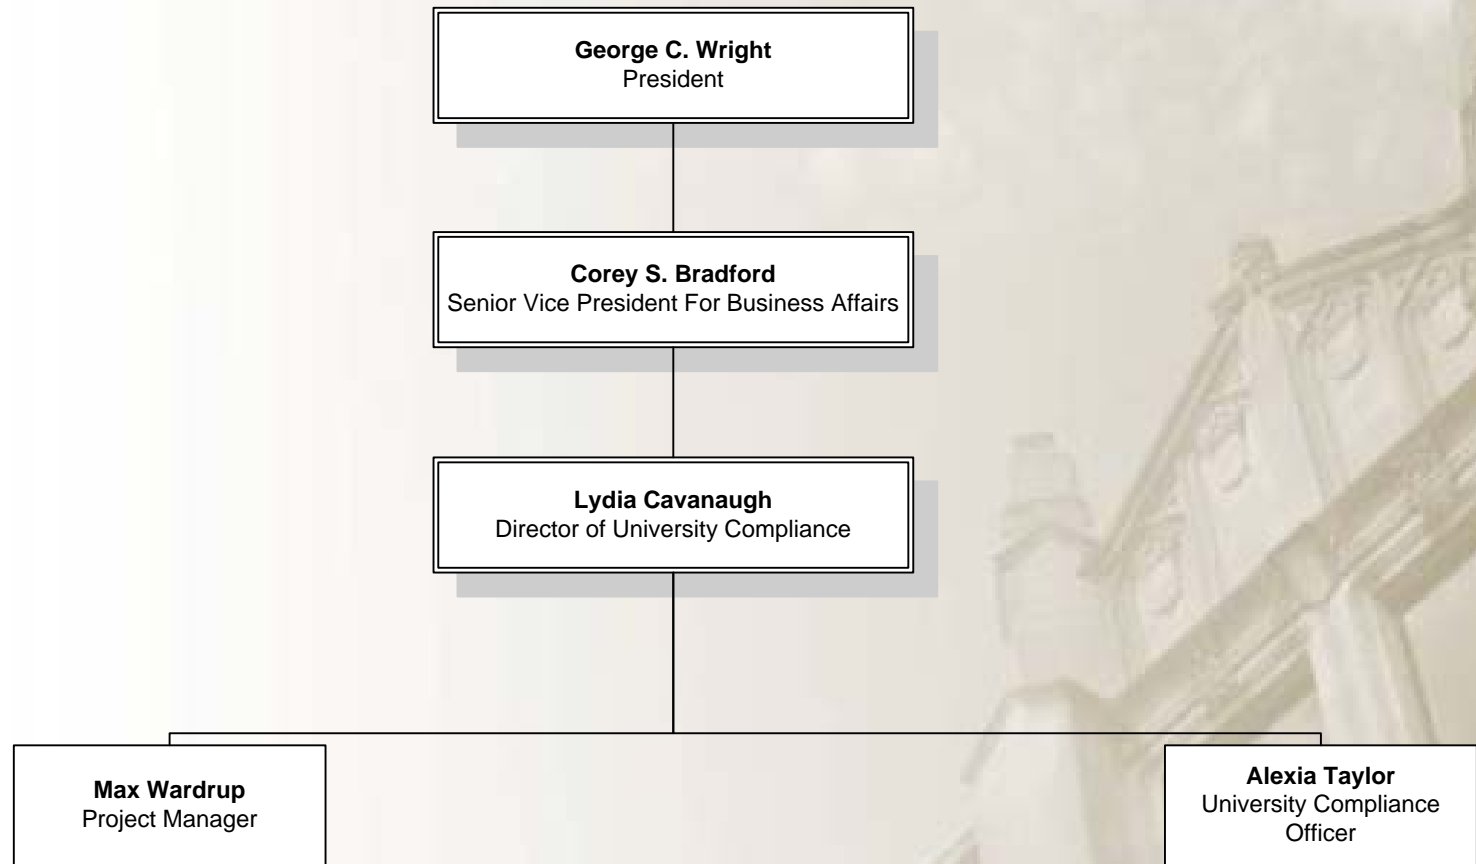 George C. Wright
President
Corey S. Bradford
Senior Vice President For Business Affairs
Lydia Cavanaugh
Director of University Compliance
Max Wardrup
Project Manager
Alexia Taylor
University Compliance
Officer